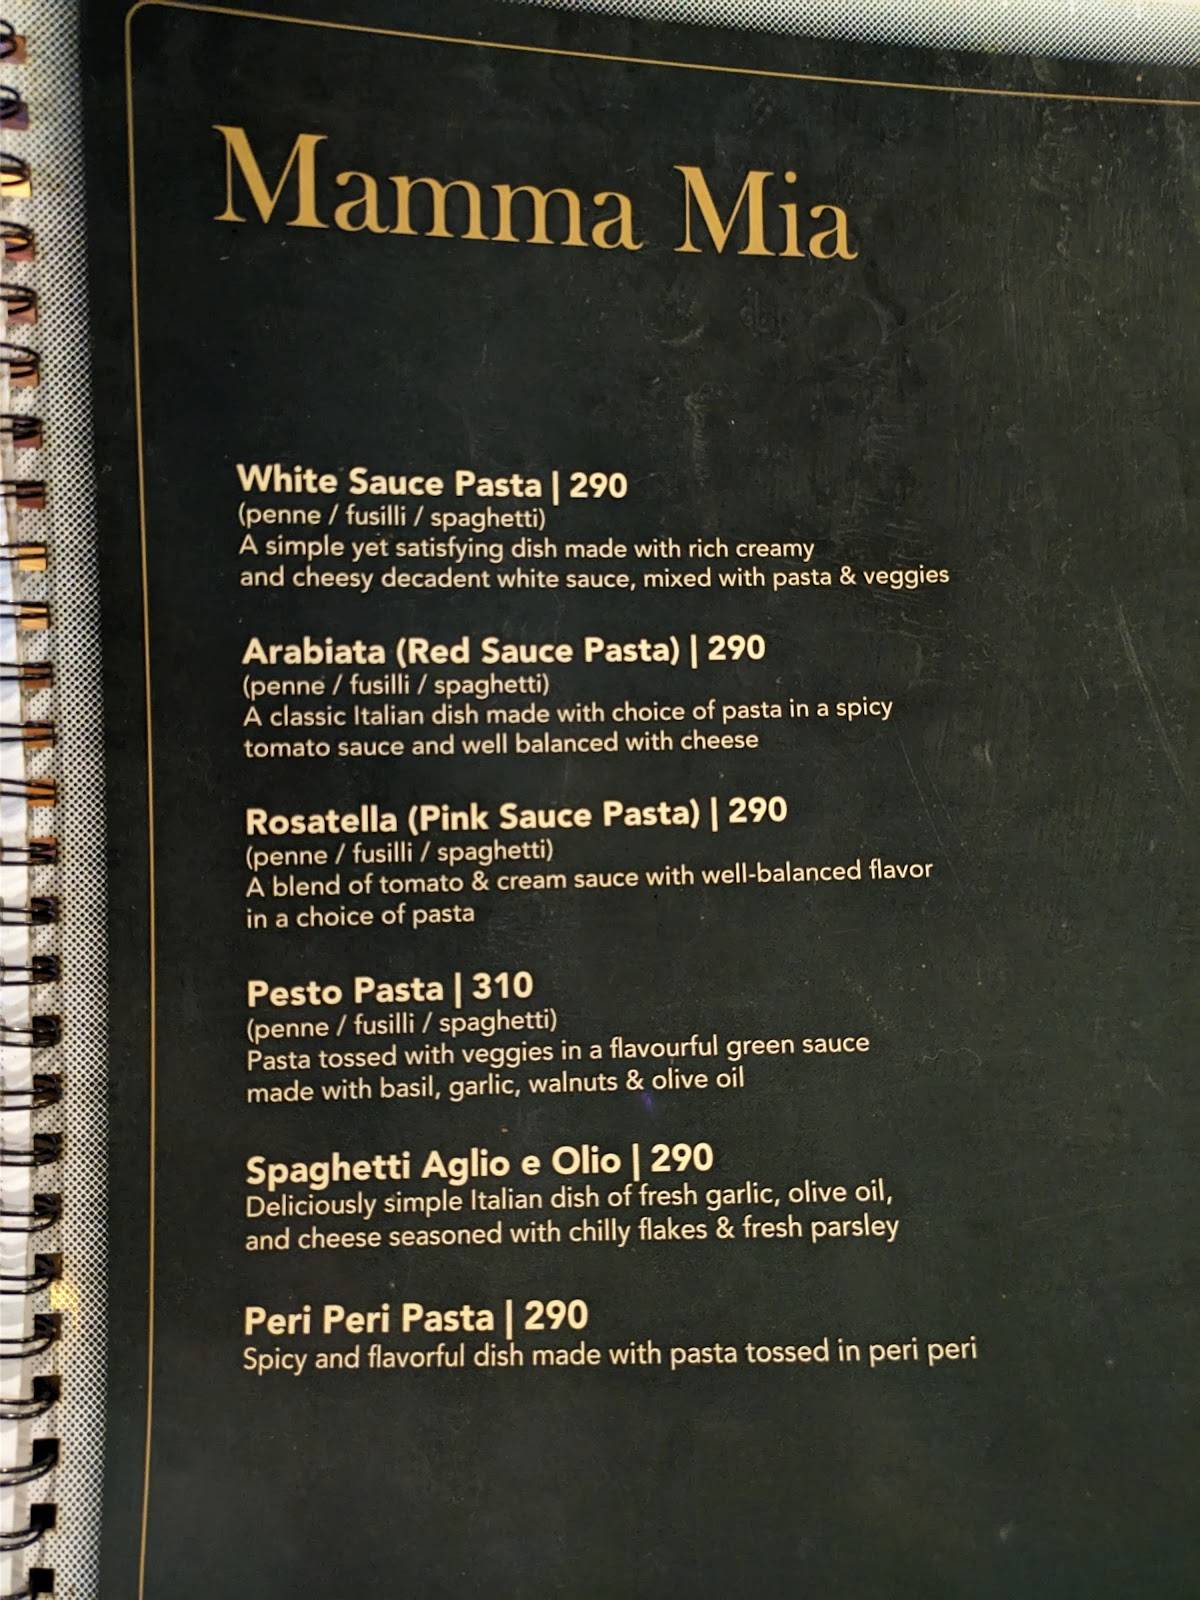 Mamma Mia
White Sauce Pasta | 290
(penne / fusilli / spaghetti)
A simple yet satisfying dish made with rich creamy
and cheesy decadent white sauce, mixed with pasta & veggies
Arabiata (Red Sauce Pasta) | 290
(penne / fusilli / spaghetti)
A classic Italian dish made with choice of pasta in a spicy
tomato sauce and well balanced with cheese
Rosatella (Pink Sauce Pasta) | 290
(penne / fusilli / spaghetti)
A blend of tomato & cream sauce with well-balanced flavor
in a choice of pasta
Pesto Pasta | 310
(penne / fusilli / spaghetti)
Pasta tossed with veggies in a flavourful green sauce
made with basil, garlic, walnuts & olive oil
Spaghetti Aglio e Olio | 290
Deliciously simple Italian dish of fresh garlic, olive oil,
and cheese seasoned with chilly flakes & fresh parsley
Peri Peri Pasta | 290
Spicy and flavorful dish made with pasta tossed in peri peri